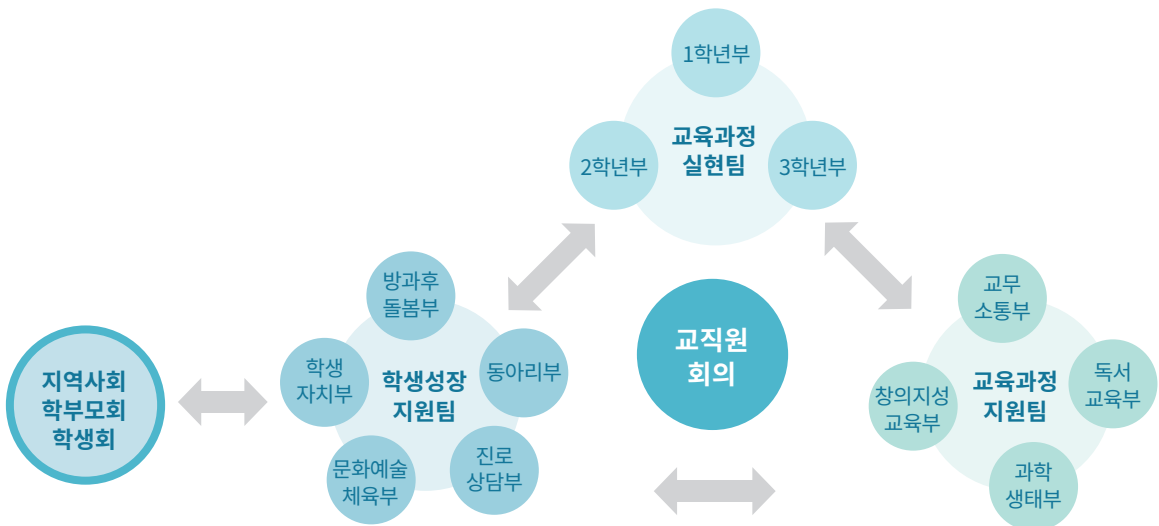 1학년부
교육과정
실현팀
2학년부
3학년부
방과후
돌봄부
학생
자치부
학생성장
지원팀
동아리부
문화예술
체육부
진로
상담부
교직원
회의
교무
소통부
창의지성
교육부
교육과정
지원팀
독서
교육부
과학
생태부
지역사회
학부모회
학생회